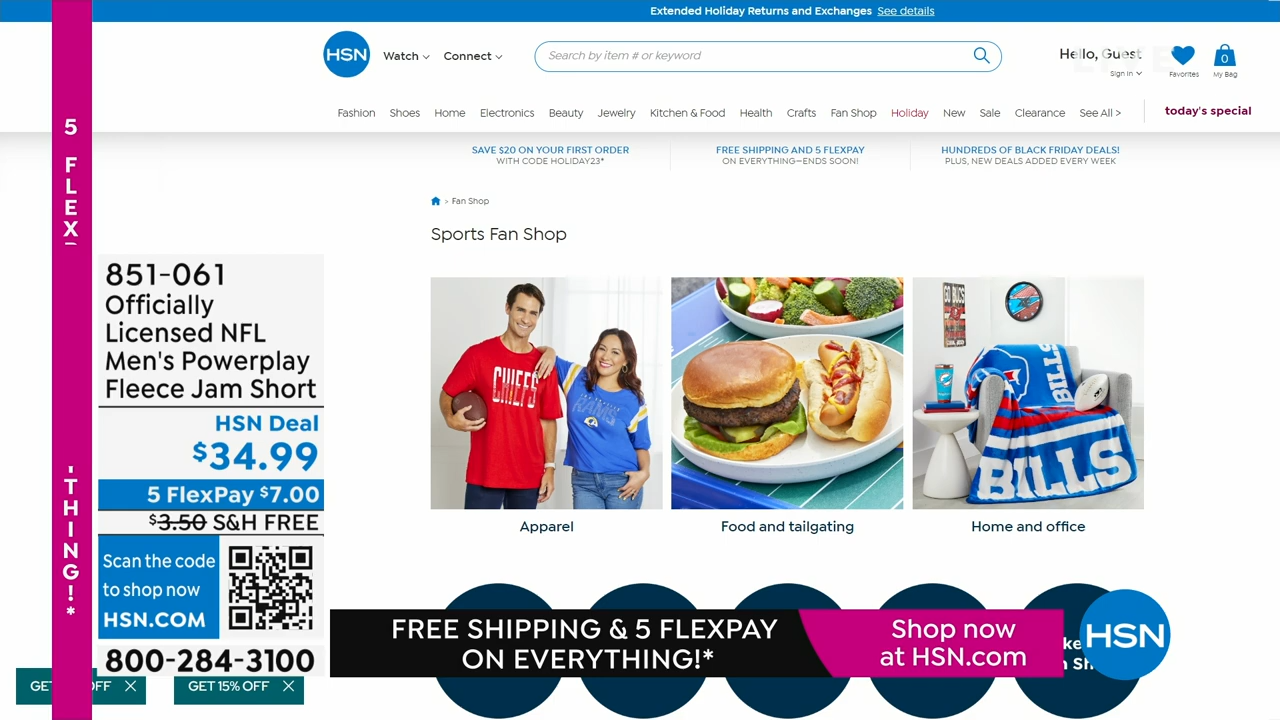 Extended Holiday Returns and Exchanges See details
HSN
Watch
Connect
Search by item # or keyword
Hello, Guest
Sign in
Favorites
0
My Bag
Fashion Shoes Home Electronics Beauty Jewelry Kitchen & Food Health Crafts Fan Shop Holiday New Sale Clearance See All >
today's special
SAVE $20 ON YOUR FIRST ORDER
WITH CODE HOLIDAY23*
FREE SHIPPING AND 5 FLEXPAY
ON EVERYTHING—ENDS SOON!
HUNDREDS OF BLACK FRIDAY DEALS!
PLUS, NEW DEALS ADDED EVERY WEEK
> Fan Shop
Sports Fan Shop
CHIEFS
RAMS
GO BUCS
BILLS
BILLS
Apparel
Food and tailgating
Home and office
5 FLEX
THING!*
851-061
Officially
Licensed NFL
Men's Powerplay
Fleece Jam Short
HSN Deal
$34.99
5 FlexPay $7.00
$3.50 S&H FREE
Scan the code
to shop now
HSN.COM
800-284-3100
GET OFF
GET 15% OFF
FREE SHIPPING & 5 FLEXPAY
ON EVERYTHING!*
Shop now
at HSN.com
HSN